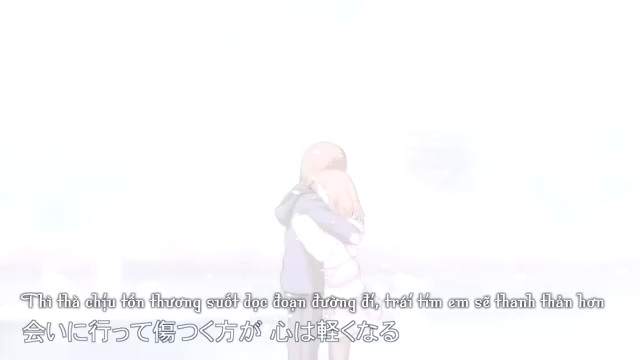 Thì thà chịu tổn thương suốt dọc đoạn đường đi, trái tim em sẽ thanh thản hơn
会いに行って傷つく方が 心は軽くなる